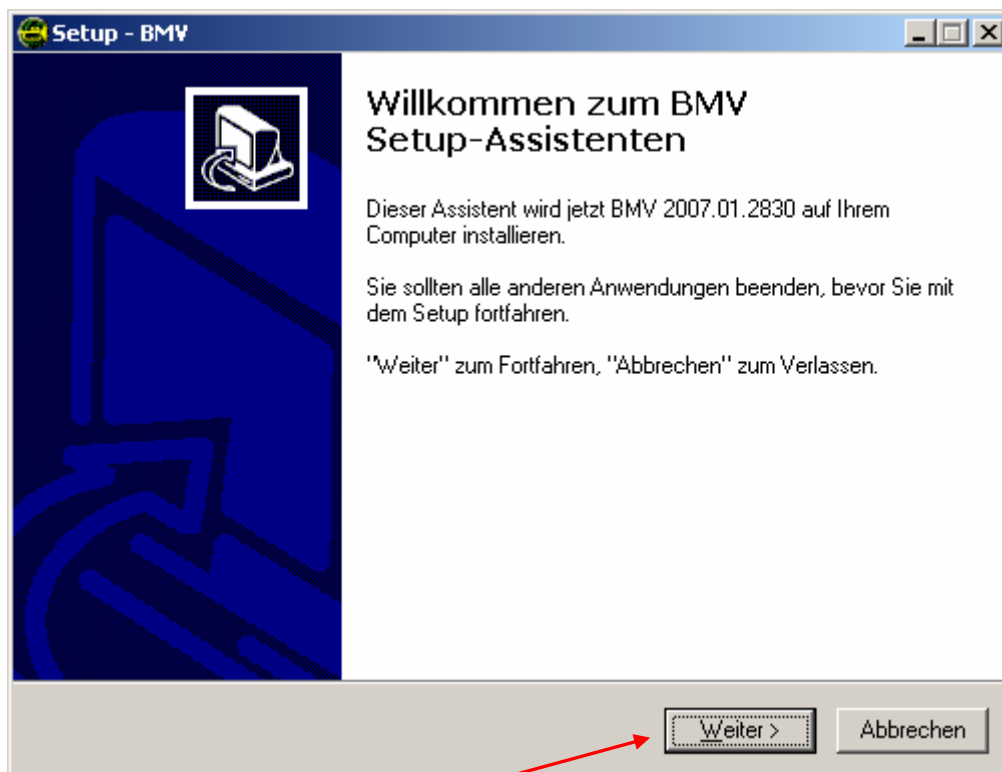 Setup - BMV
Willkommen zum BMV
Setup-Assistenten
Dieser Assistent wird jetzt BMV 2007.01.2830 auf Ihrem
Computer installieren.
Sie sollten alle anderen Anwendungen beenden, bevor Sie mit
dem Setup fortfahren.
"Weiter" zum Fortfahren, "Abbrechen" zum Verlassen.
Weiter > Abbrechen